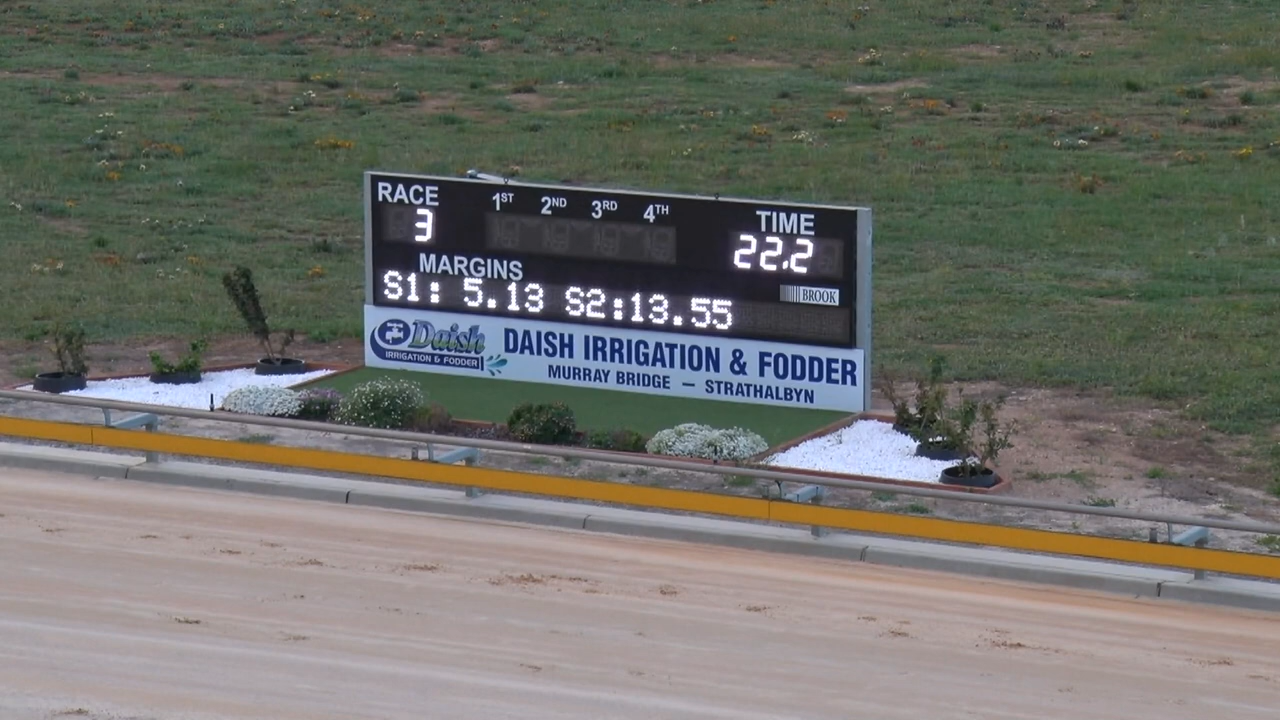 RACE 1ST 2ND 3RD 4TH TIME
3 22.2
MARGINS
S1: 5.13 S2:13.55
BROOK
Daish
IRRIGATION & FODDER
DAISH IRRIGATION & FODDER
MURRAY BRIDGE — STRATHALBYN